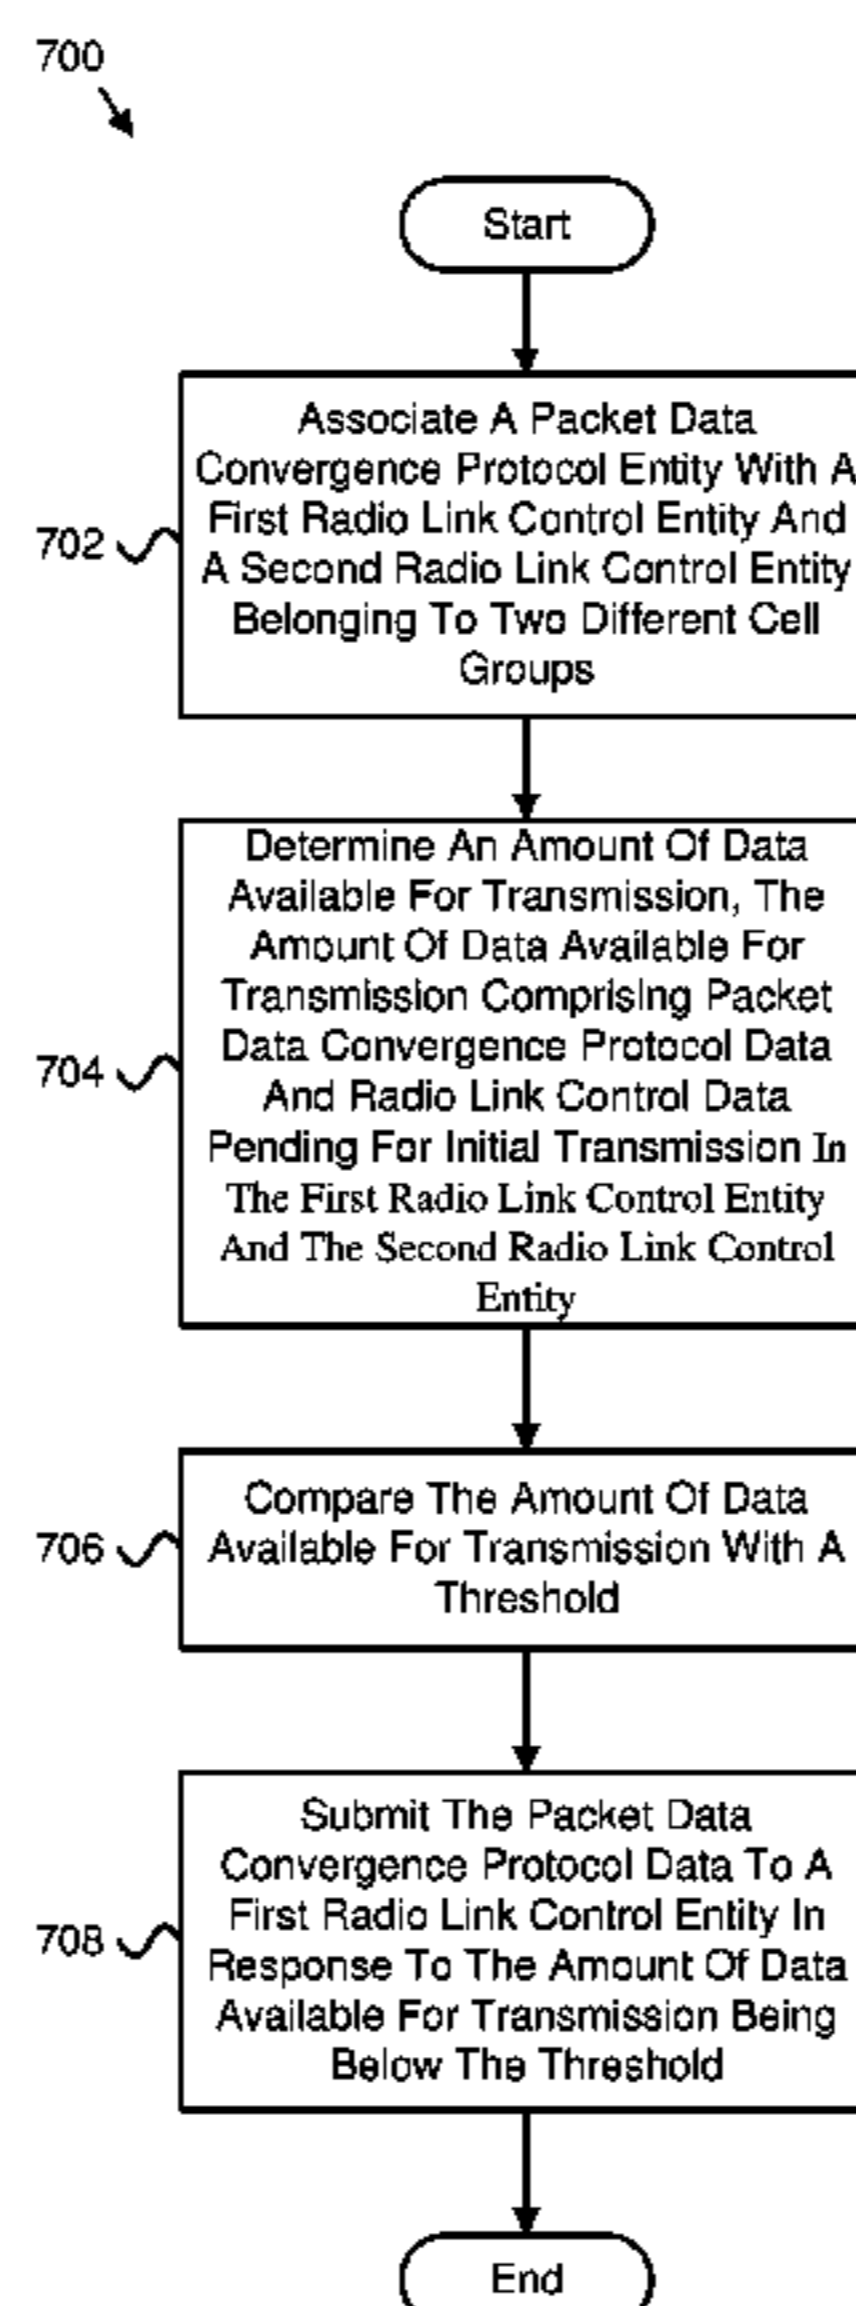 700
Start
702
Associate A Packet Data
Convergence Protocol Entity With A
First Radio Link Control Entity And
A Second Radio Link Control Entity
Belonging To Two Different Cell
Groups
704
Determine An Amount Of Data
Available For Transmission, The
Amount Of Data Available For
Transmission Comprising Packet
Data Convergence Protocol Data
And Radio Link Control Data
Pending For Initial Transmission In
The First Radio Link Control Entity
And The Second Radio Link Control
Entity
706
Compare The Amount Of Data
Available For Transmission With A
Threshold
708
Submit The Packet Data
Convergence Protocol Data To A
First Radio Link Control Entity In
Response To The Amount Of Data
Available For Transmission Being
Below The Threshold
End